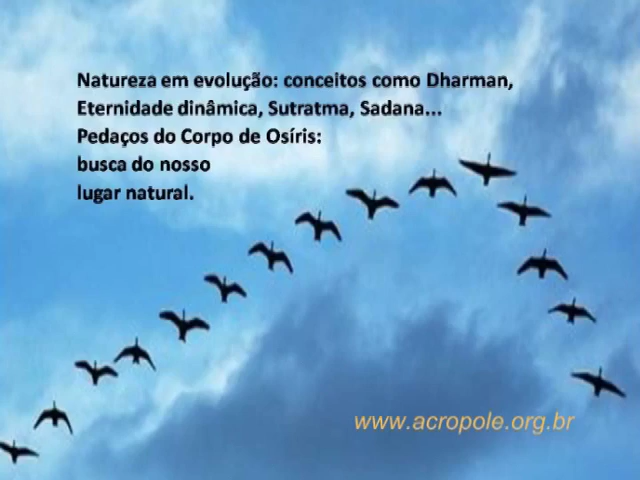 Natureza em evolução: conceitos como Dharman,
Eternidade dinâmica, Sutratma, Sadana...
Pedaços do Corpo de Osíris:
busca do nosso
lugar natural.
www.acropole.org.br